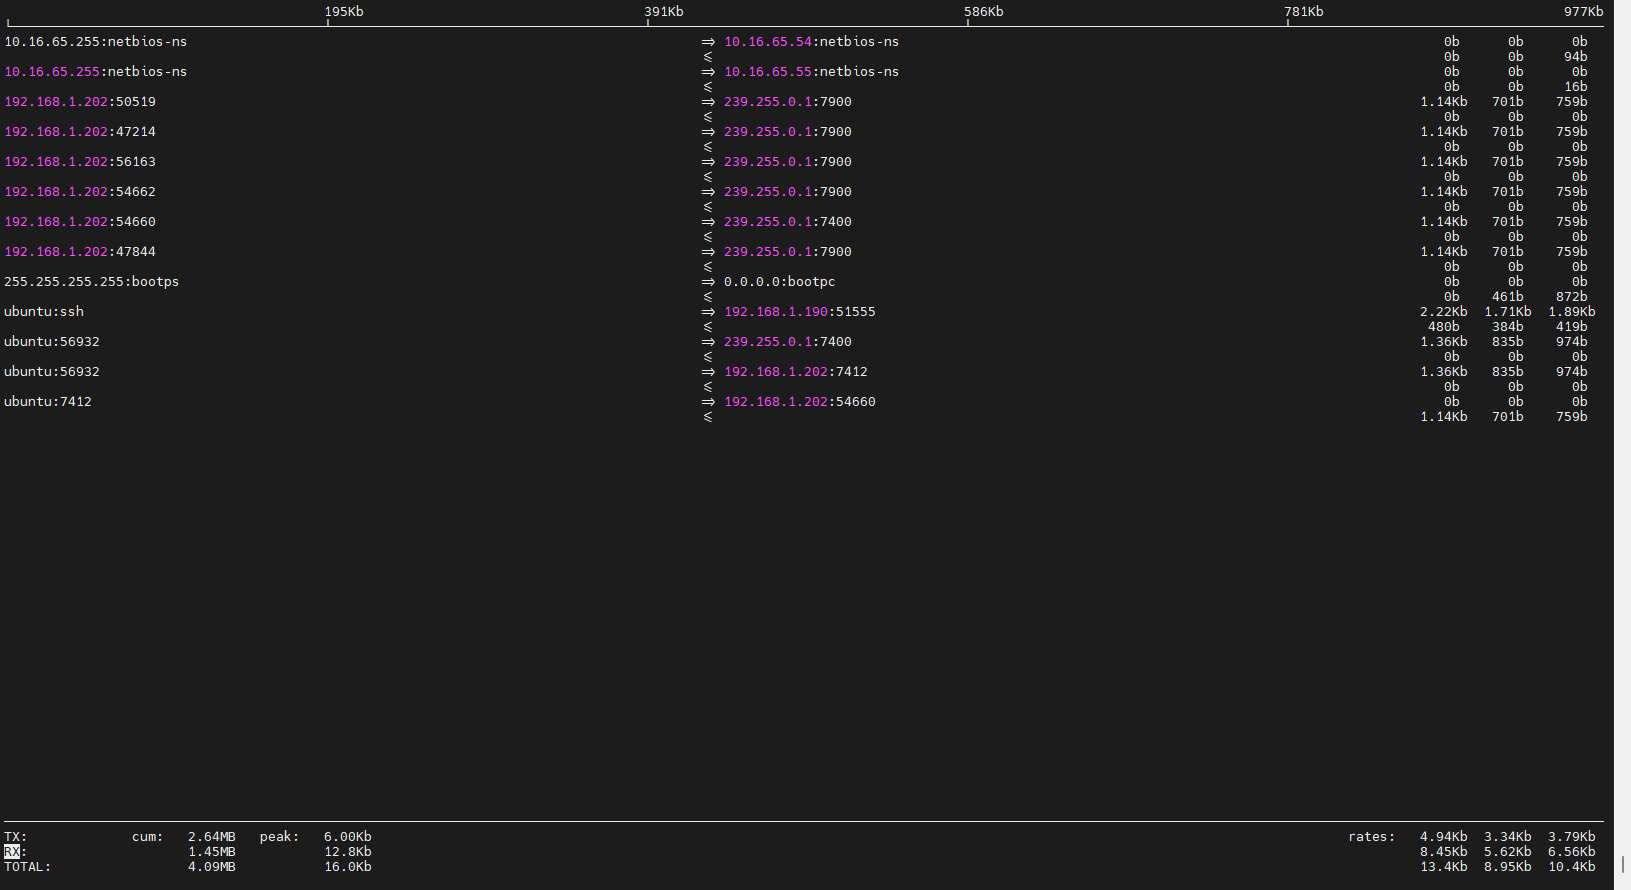 195Kb 391Kb 586Kb 781Kb 977Kb
10.16.65.255:netbios-ns => 10.16.65.54:netbios-ns 0b 0b 0b
<= 0b 0b 94b
10.16.65.255:netbios-ns => 10.16.65.55:netbios-ns 0b 0b 0b
<= 0b 0b 16b
192.168.1.202:50519 => 239.255.0.1:7900 1.14Kb 701b 759b
<= 0b 0b 0b
192.168.1.202:47214 => 239.255.0.1:7900 1.14Kb 701b 759b
<= 0b 0b 0b
192.168.1.202:56163 => 239.255.0.1:7900 1.14Kb 701b 759b
<= 0b 0b 0b
192.168.1.202:54662 => 239.255.0.1:7900 1.14Kb 701b 759b
<= 0b 0b 0b
192.168.1.202:54660 => 239.255.0.1:7400 1.14Kb 701b 759b
<= 0b 0b 0b
192.168.1.202:47844 => 239.255.0.1:7900 1.14Kb 701b 759b
<= 0b 0b 0b
255.255.255.255:bootps => 0.0.0.0:bootpc 0b 0b 0b
<= 0b 461b 872b
ubuntu:ssh => 192.168.1.190:51555 2.22Kb 1.71Kb 1.89Kb
<= 480b 384b 419b
ubuntu:56932 => 239.255.0.1:7400 1.36Kb 835b 974b
<= 0b 0b 0b
ubuntu:56932 => 192.168.1.202:7412 1.36Kb 835b 974b
<= 0b 0b 0b
ubuntu:7412 => 192.168.1.202:54660 0b 0b 0b
<= 1.14Kb 701b 759b
TX: cum: 2.64MB peak: 6.00Kb rates: 4.94Kb 3.34Kb 3.79Kb
RX: 1.45MB 12.8Kb 8.45Kb 5.62Kb 6.56Kb
TOTAL: 4.09MB 16.0Kb 13.4Kb 8.95Kb 10.4Kb